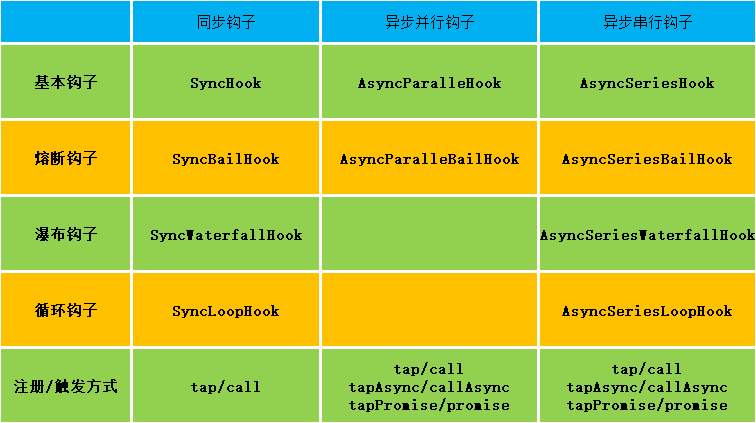 同步钩子 异步并行钩子 异步串行钩子
基本钩子 SyncHook AsyncParalleHook AsyncSeriesHook
熔断钩子 SyncBailHook AsyncParalleBailHook AsyncSeriesBailHook
瀑布钩子 SyncWaterfallHook AsyncSeriesWaterfallHook
循环钩子 SyncLoopHook AsyncSeriesLoopHook
注册/触发方式 tap/call
tap/call
tapAsync/callAsync
tapPromise/promise
tap/call
tapAsync/callAsync
tapPromise/promise